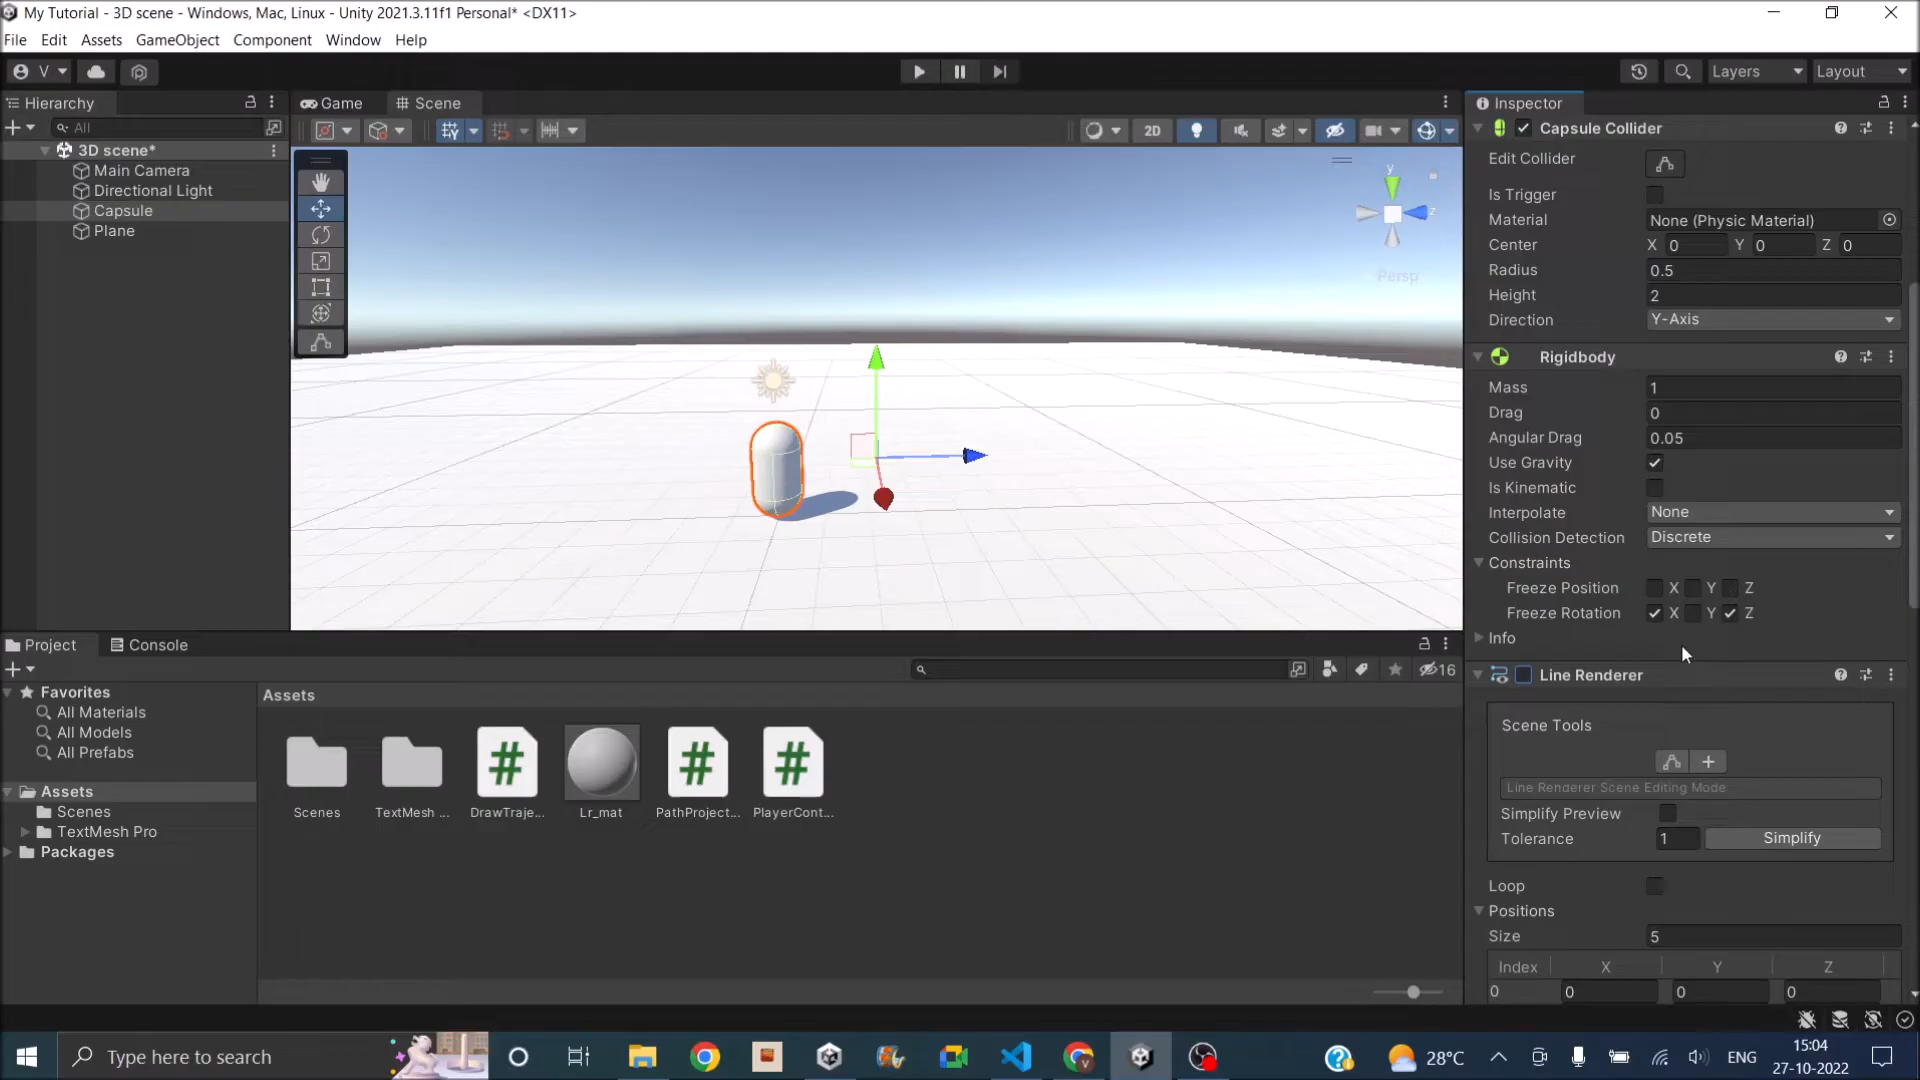 My Tutorial - 3D scene - Windows, Mac, Linux - Unity 2021.3.11f1 Personal* <DX11>
File Edit Assets GameObject Component Window Help
V
Layers
Layout
Hierarchy
All
3D scene*
Main Camera
Directional Light
Capsule
Plane
Game
Scene
2D
y
z
Persp
Inspector
Capsule Collider
Edit Collider
Is Trigger
Material None (Physic Material)
Center X 0 Y 0 Z 0
Radius 0.5
Height 2
Direction Y-Axis
Rigidbody
Mass 1
Drag 0
Angular Drag 0.05
Use Gravity
Is Kinematic
Interpolate None
Collision Detection Discrete
Constraints
Freeze Position X Y Z
Freeze Rotation X Y Z
Info
Line Renderer
Scene Tools
Line Renderer Scene Editing Mode
Simplify Preview
Tolerance 1 Simplify
Loop
Positions
Size 5
Index X Y Z
0 0 0 0
Project
Console
16
Favorites
All Materials
All Models
All Prefabs
Assets
Scenes
TextMesh Pro
Packages
Assets
Scenes
TextMesh ...
DrawTraje...
Lr_mat
PathProject...
PlayerCont...
Type here to search
28°C
ENG
15:04
27-10-2022